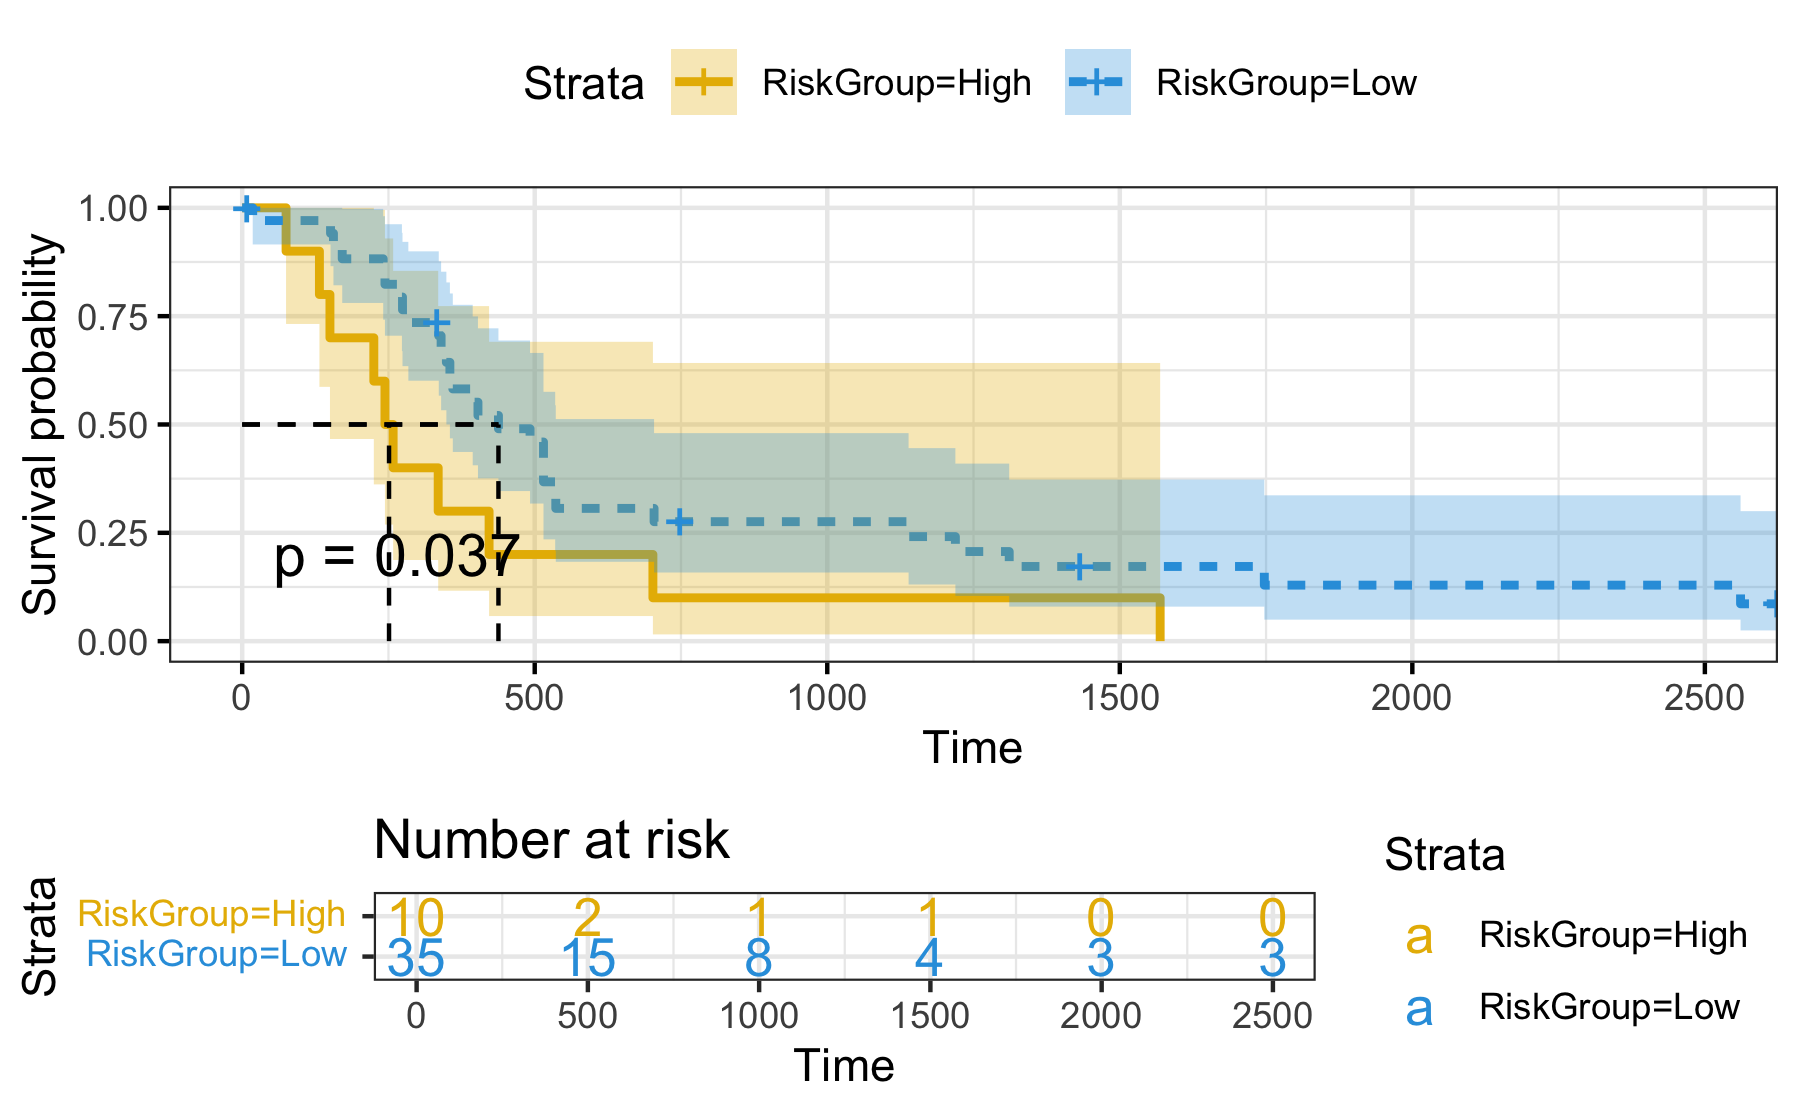 Strata RiskGroup=High RiskGroup=Low
Survival probability
1.00
0.75
0.50
0.25
0.00
p = 0.037
0 500 1000 1500 2000 2500
Time
Number at risk
Strata
RiskGroup=High 10 2 1 1 0 0
RiskGroup=Low 35 15 8 4 3 3
0 500 1000 1500 2000 2500
Time
Strata
a RiskGroup=High
a RiskGroup=Low